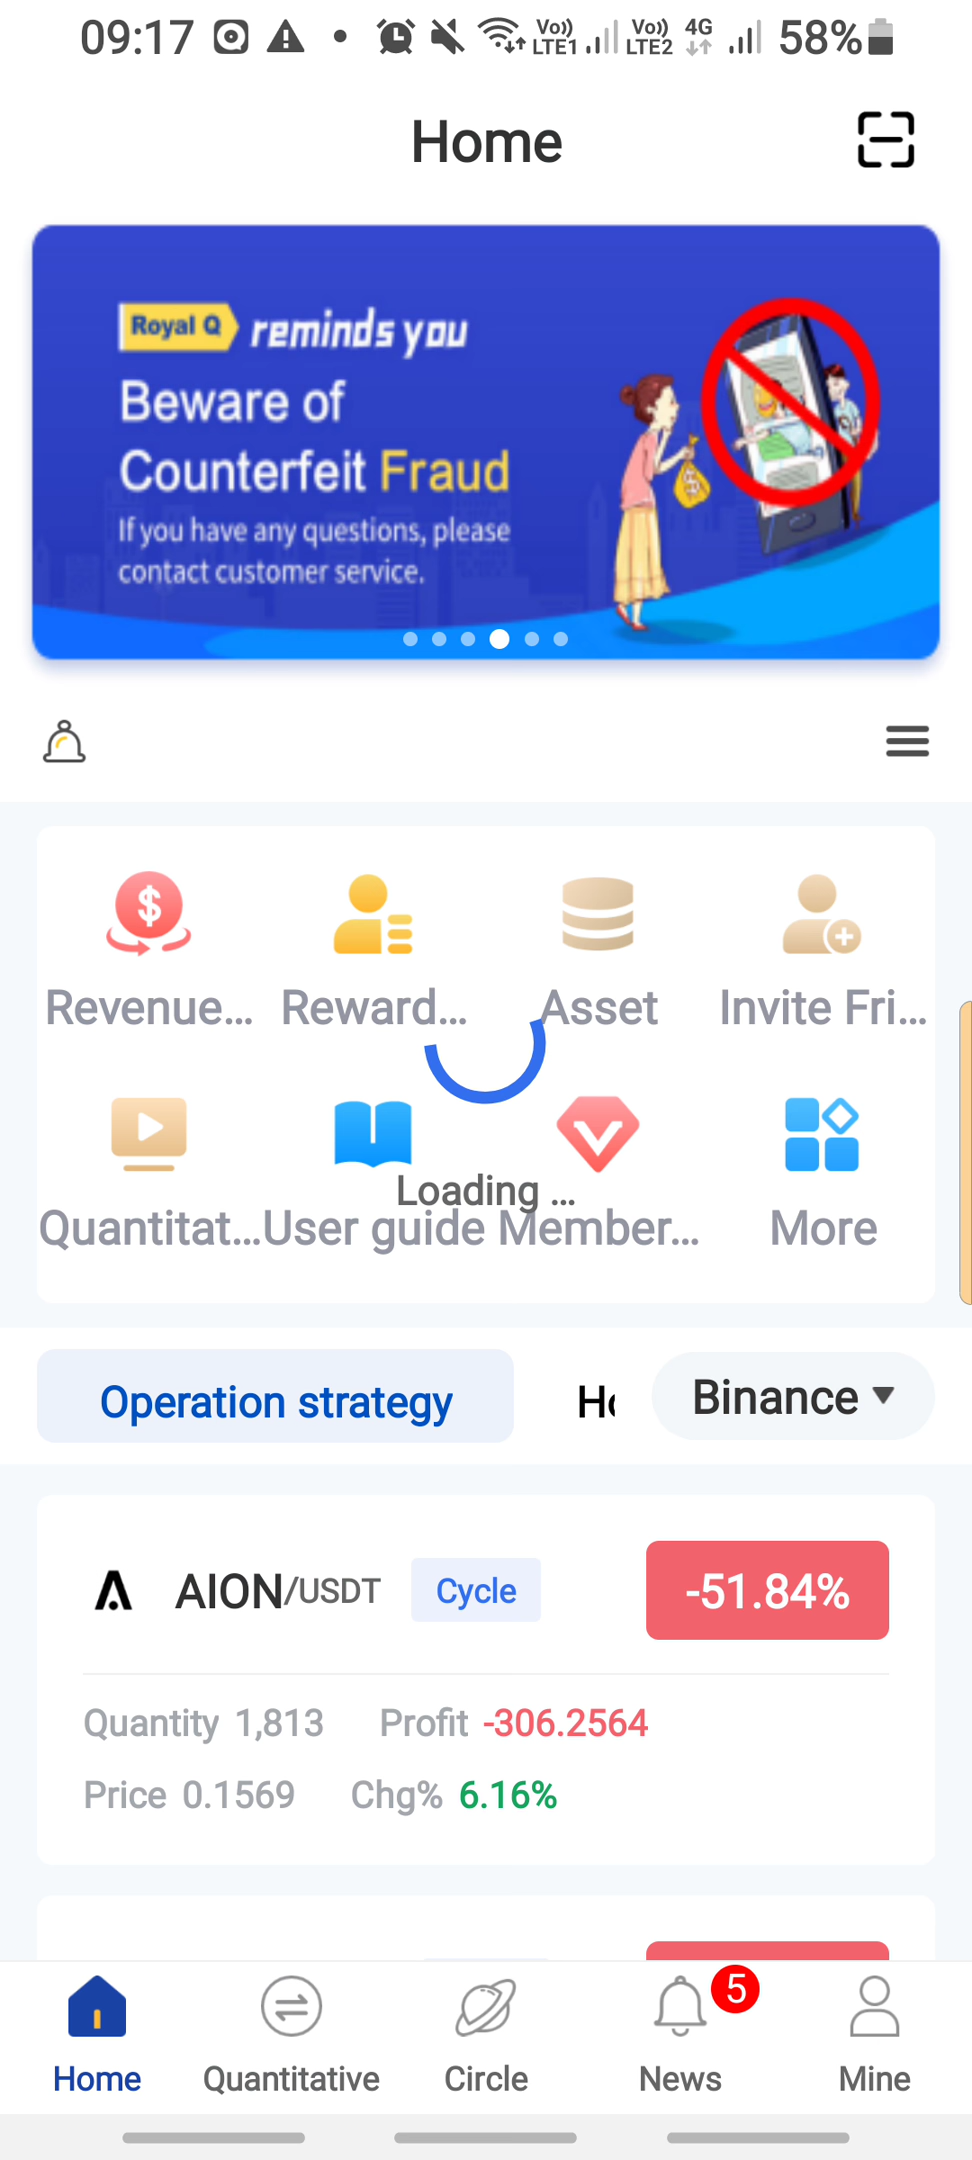 09:17 Vo)) LTE1 Vo)) LTE2 4G 58%
Home
Royal Q reminds you
Beware of
Counterfeit Fraud
If you have any questions, please
contact customer service.
Revenue... Reward... Asset Invite Fri...
Loading ...
Quantitat... User guide Member... More
Operation strategy Binance
AION/USDT Cycle -51.84%
Quantity 1,813 Profit -306.2564
Price 0.1569 Chg% 6.16%
5
Home Quantitative Circle News Mine